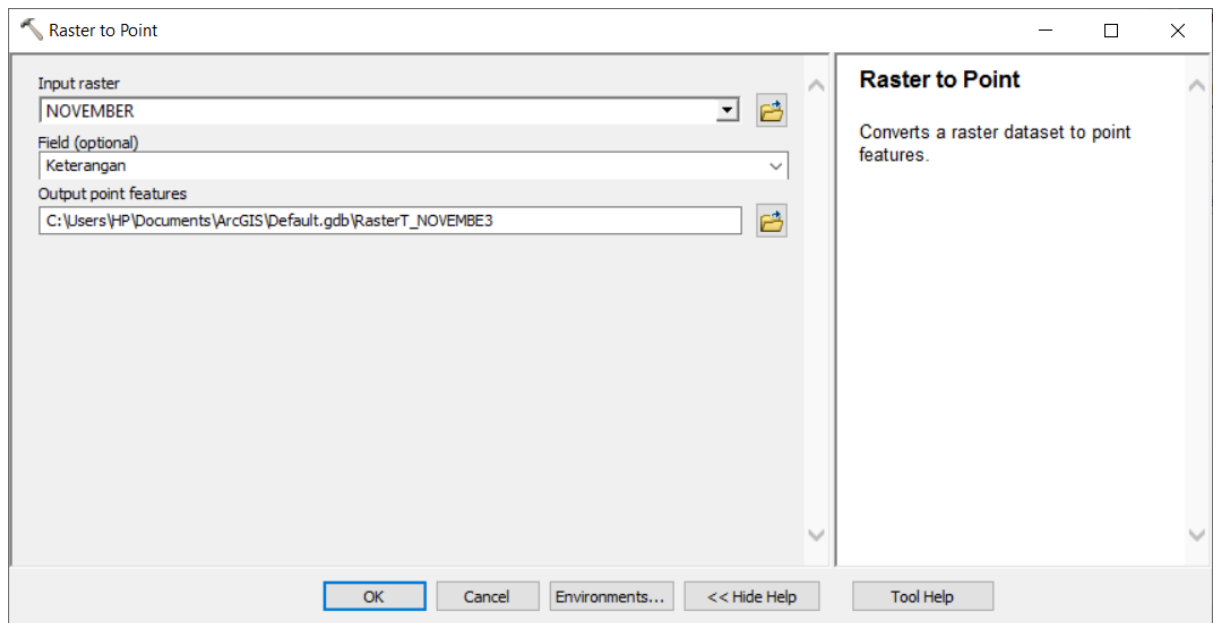 Raster to Point
Input raster
NOVEMBER
Field (optional)
Keterangan
Output point features
C:\Users\HP\Documents\ArcGIS\Default.gdb\RasterT_NOVEMBE3
Raster to Point
Converts a raster dataset to point
features.
OK
Cancel
Environments...
<< Hide Help
Tool Help